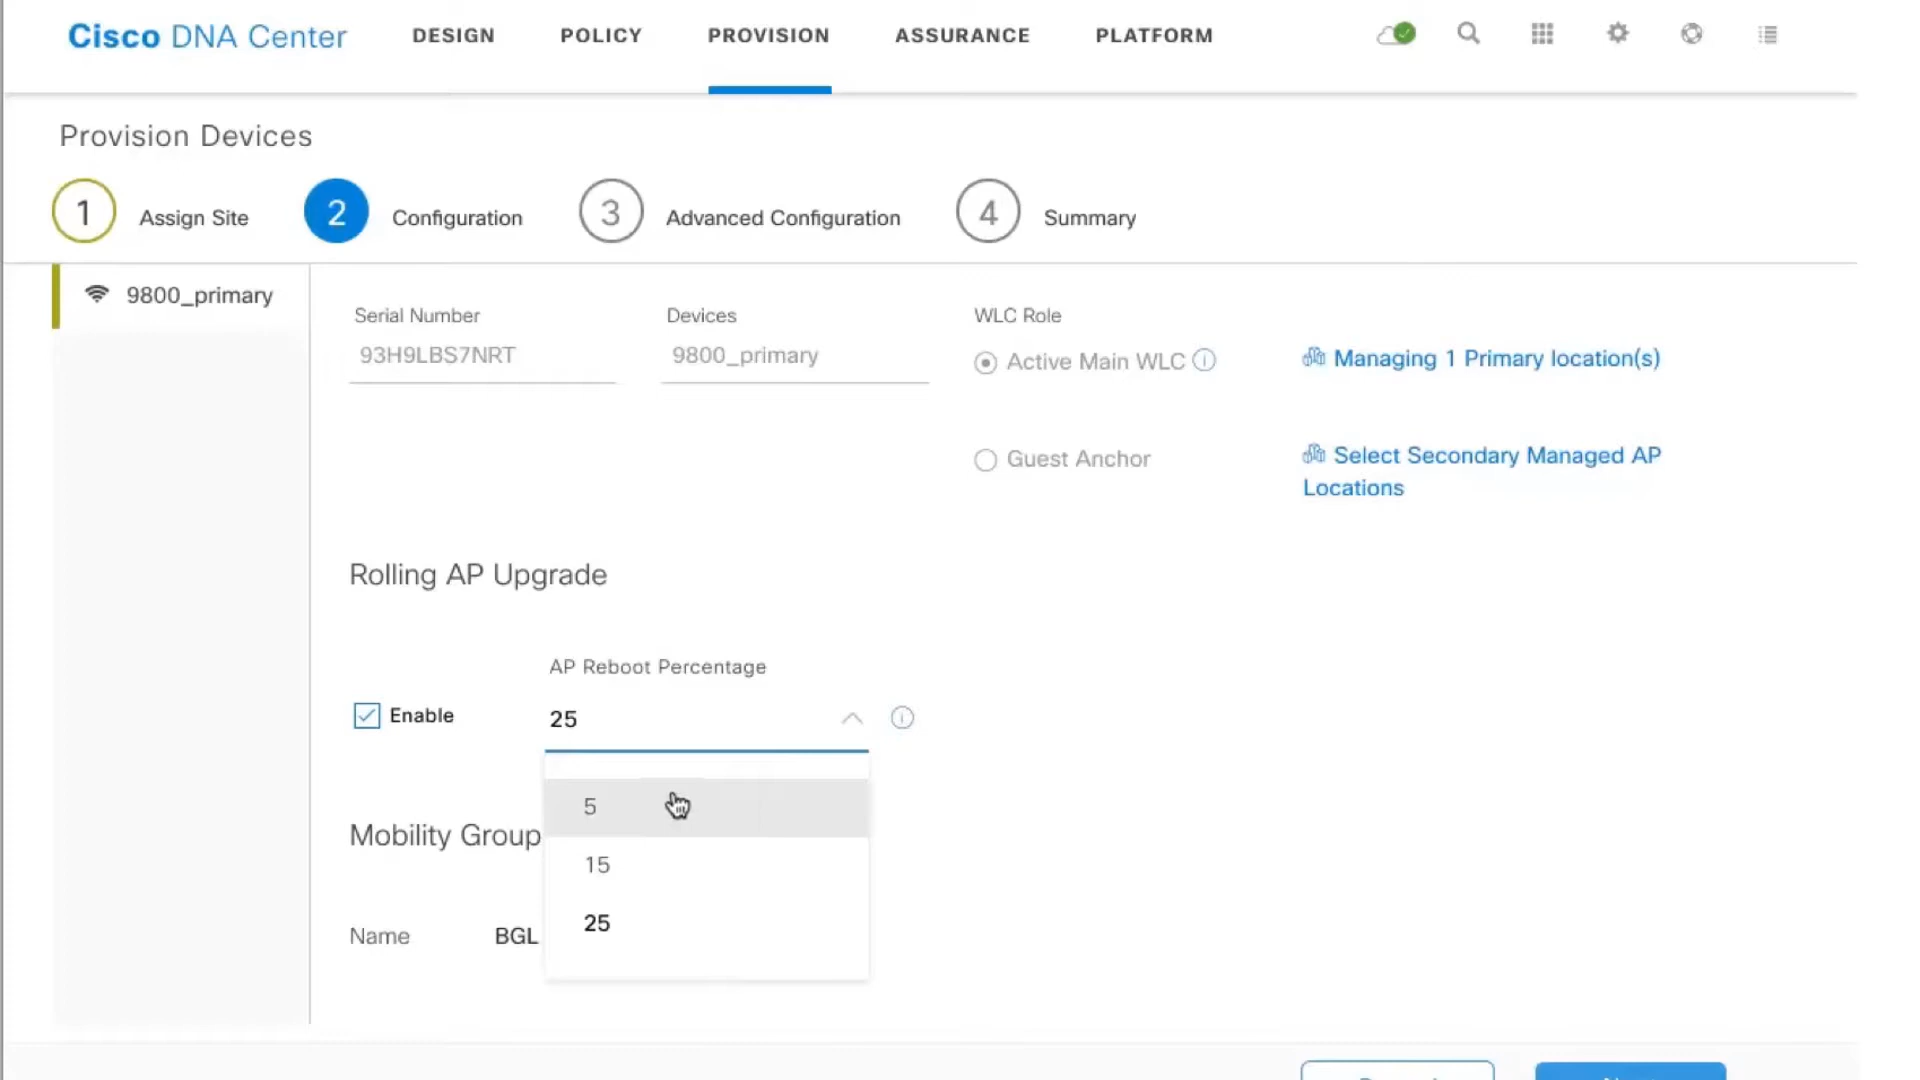 Cisco DNA Center DESIGN POLICY PROVISION ASSURANCE PLATFORM
Provision Devices
1 Assign Site 2 Configuration 3 Advanced Configuration 4 Summary
9800_primary
Serial Number Devices WLC Role
93H9LBS7NRT 9800_primary Active Main WLC Managing 1 Primary location(s)
Guest Anchor Select Secondary Managed AP
Locations
Rolling AP Upgrade
AP Reboot Percentage
Enable 25
5
Mobility Group
15
25
Name BGL